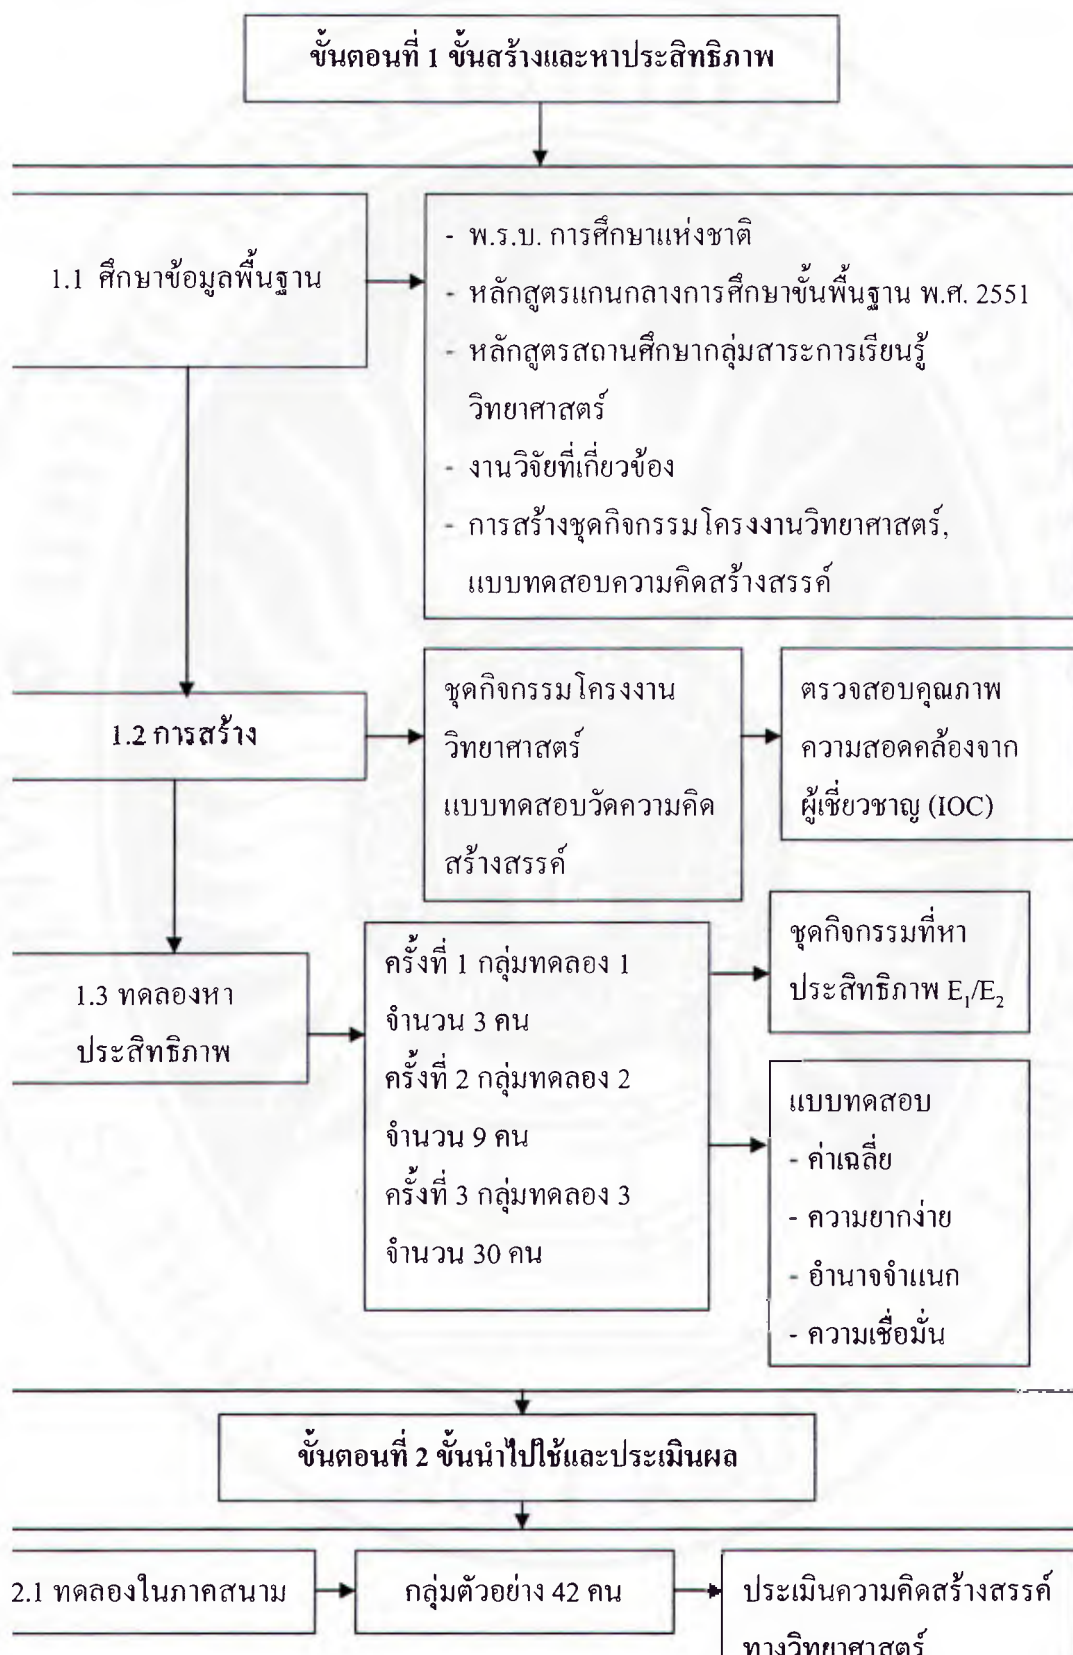 ขั้นตอนที่ 1 ขั้นสร้างและหาประสิทธิภาพ
1.1 ศึกษาข้อมูลพื้นฐาน
- พ.ร.บ. การศึกษาแห่งชาติ
- หลักสูตรแกนกลางการศึกษาขั้นพื้นฐาน พ.ศ. 2551
- หลักสูตรสถานศึกษากลุ่มสาระการเรียนรู้
วิทยาศาสตร์
- งานวิจัยที่เกี่ยวข้อง
- การสร้างชุดกิจกรรมโครงงานวิทยาศาสตร์,
แบบทดสอบความคิดสร้างสรรค์
1.2 การสร้าง
ชุดกิจกรรมโครงงาน
วิทยาศาสตร์
แบบทดสอบวัดความคิด
สร้างสรรค์
ตรวจสอบคุณภาพ
ความสอดคล้องจาก
ผู้เชี่ยวชาญ (IOC)
1.3 ทดลองหา
ประสิทธิภาพ
ครั้งที่ 1 กลุ่มทดลอง 1
จำนวน 3 คน
ครั้งที่ 2 กลุ่มทดลอง 2
จำนวน 9 คน
ครั้งที่ 3 กลุ่มทดลอง 3
จำนวน 30 คน
ชุดกิจกรรมที่หา
ประสิทธิภาพ E₁/E₂
แบบทดสอบ
- ค่าเฉลี่ย
- ความยากง่าย
- อำนาจจำแนก
- ความเชื่อมั่น
ขั้นตอนที่ 2 ขั้นนำไปใช้และประเมินผล
2.1 ทดลองในภาคสนาม
กลุ่มตัวอย่าง 42 คน
ประเมินความคิดสร้างสรรค์
ทางวิทยาศาสตร์